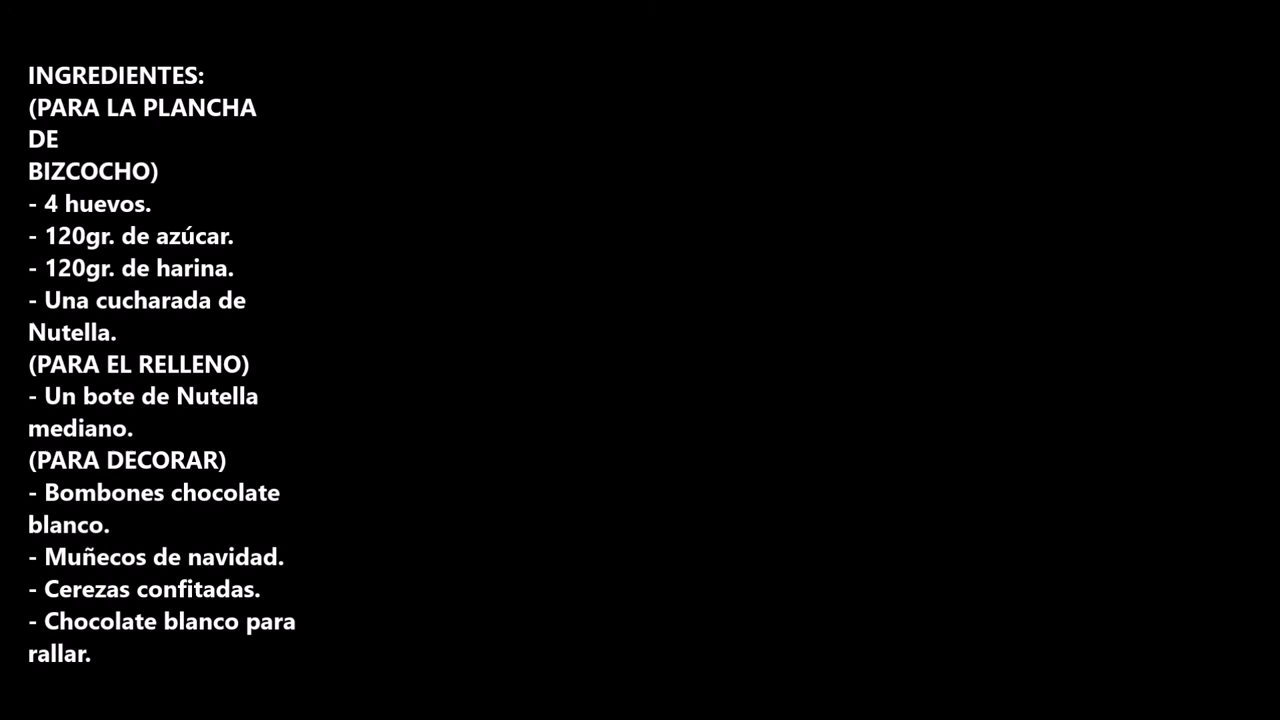 INGREDIENTES:
(PARA LA PLANCHA
DE
BIZCOCHO)
- 4 huevos.
- 120gr. de azúcar.
- 120gr. de harina.
- Una cucharada de
Nutella.
(PARA EL RELLENO)
- Un bote de Nutella
mediano.
(PARA DECORAR)
- Bombones chocolate
blanco.
- Muñecos de navidad.
- Cerezas confitadas.
- Chocolate blanco para
rallar.